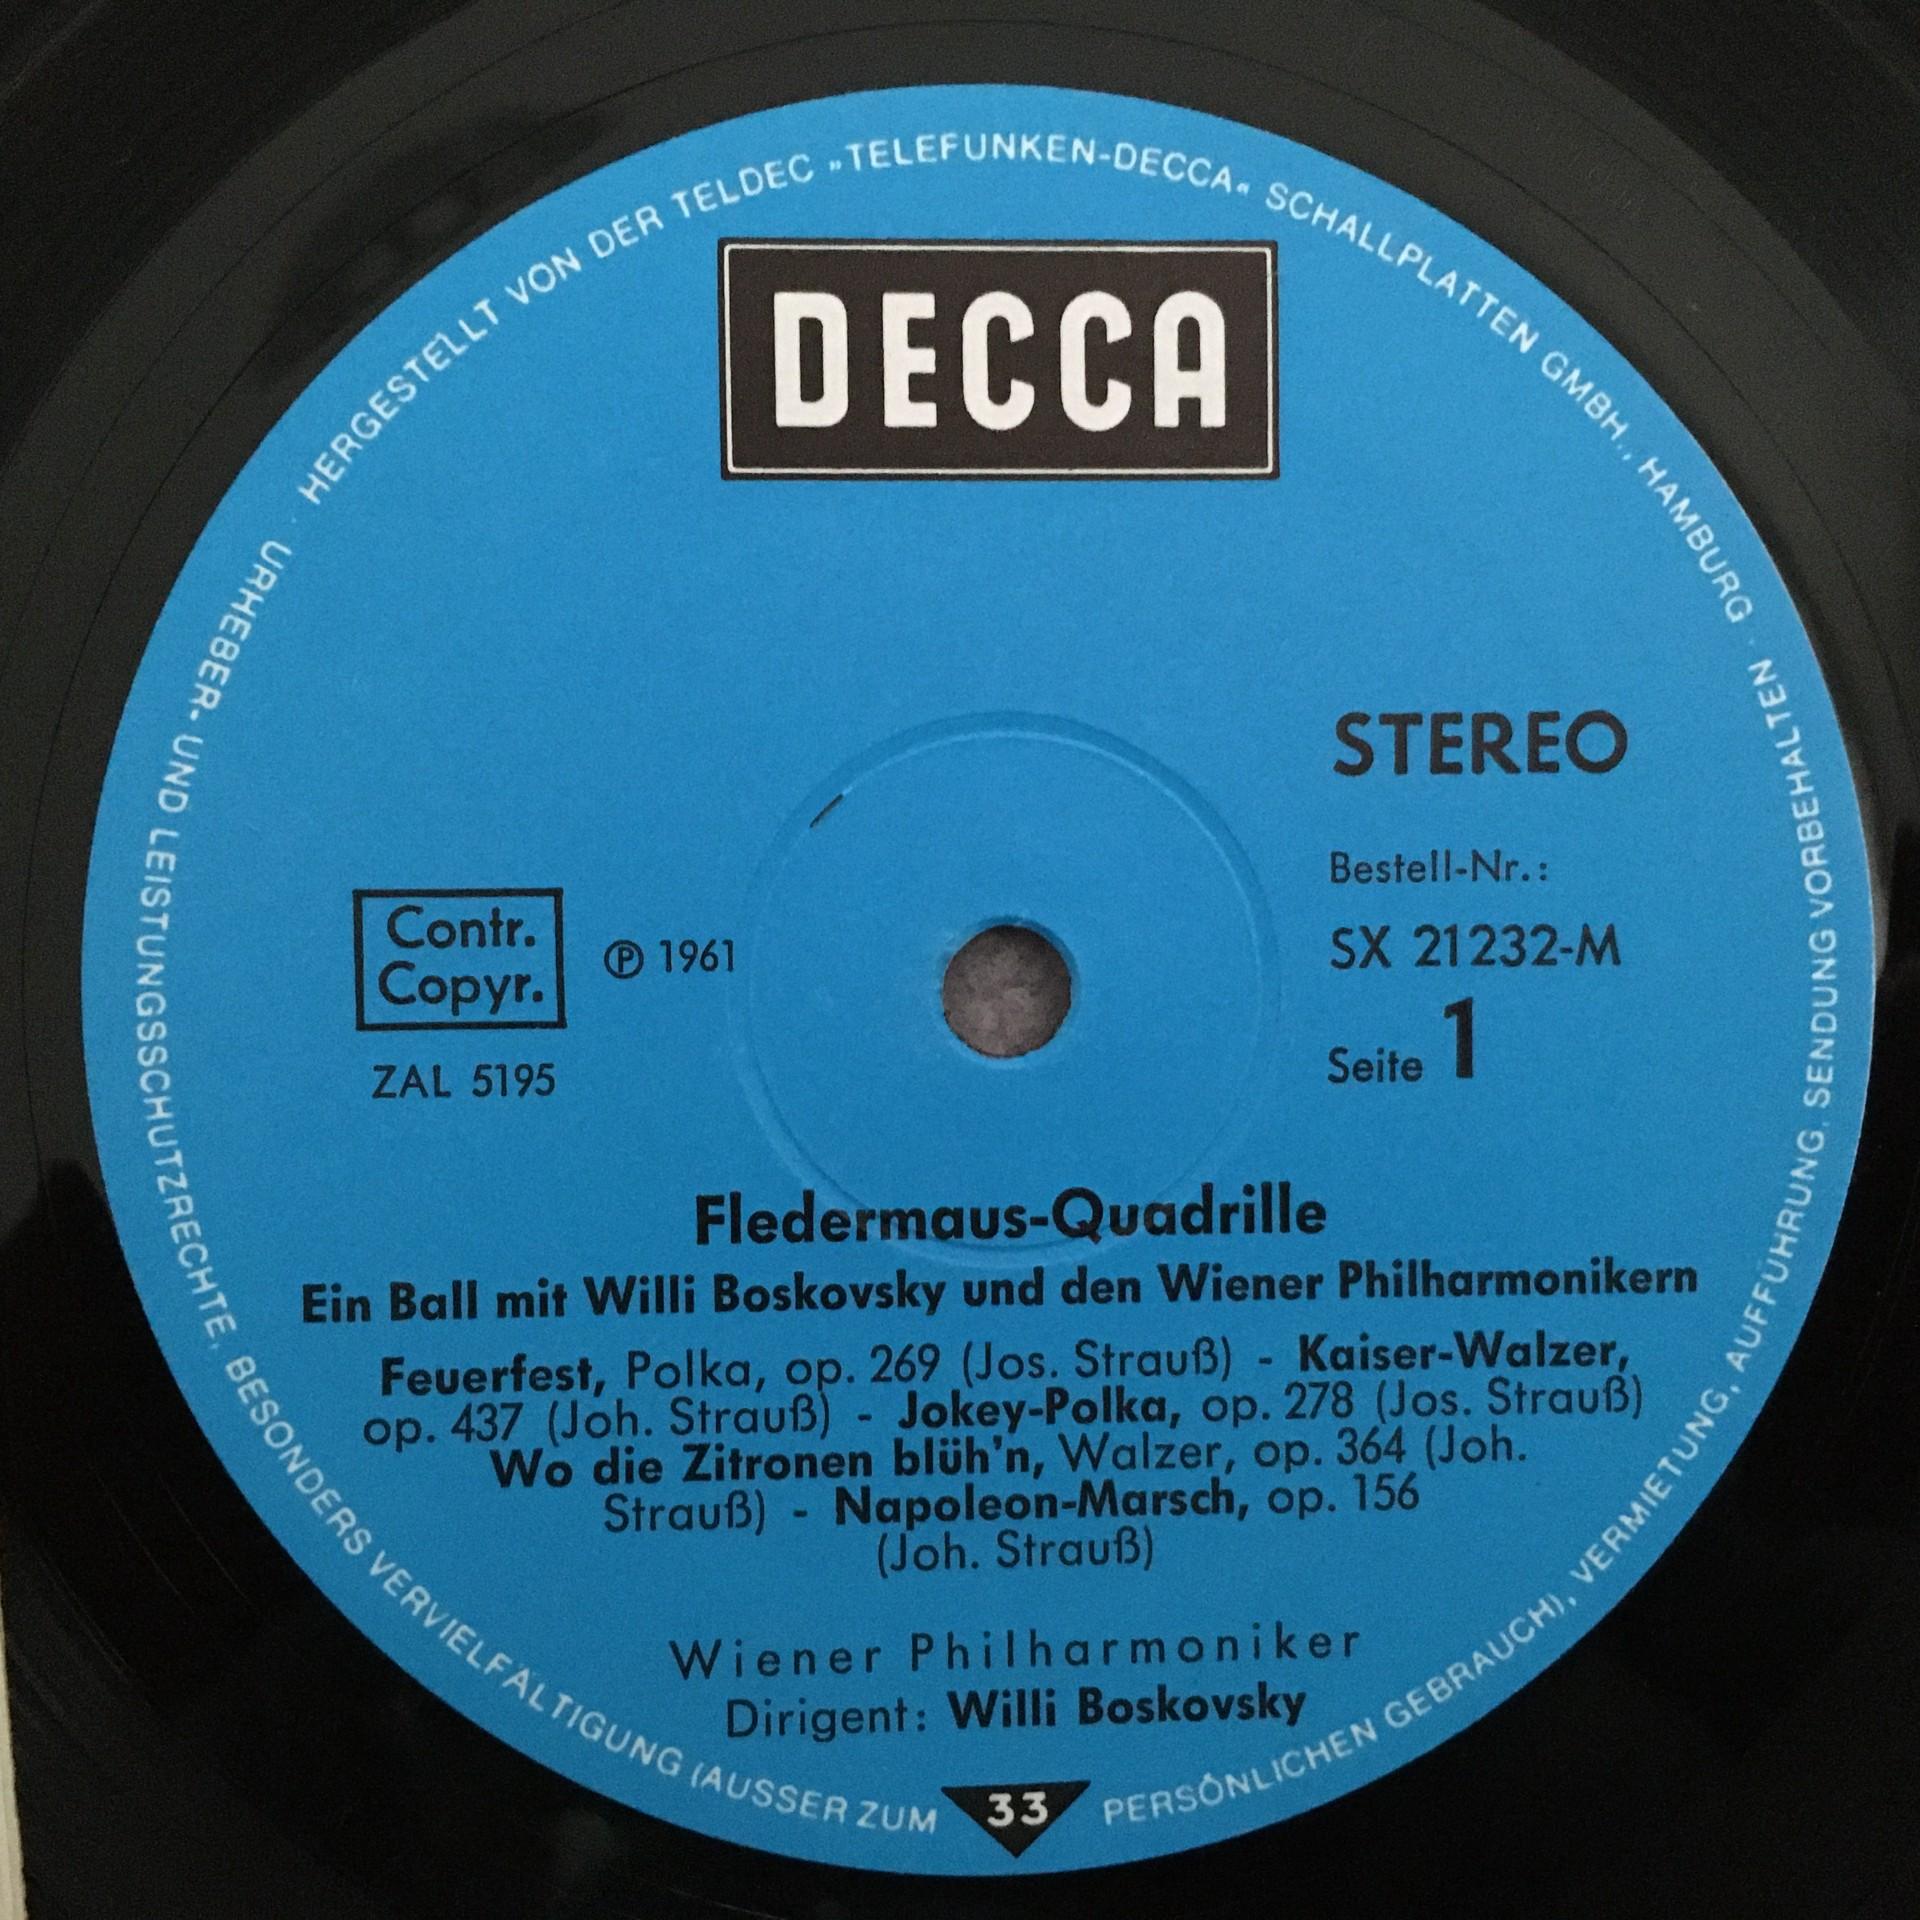 HERGESTELLT VON DER TELDEC „TELEFUNKEN-DECCA“ SCHALLPLATTEN GMBH., HAMBURG ·
URHEBER- UND LEISTUNGSSCHUTZRECHTE, BESONDERS VERVIELFÄLTIGUNG (AUSSER ZUM PERSÖNLICHEN GEBRAUCH), VERMIETUNG, AUFFÜHRUNG, SENDUNG VORBEHALTEN ·
DECCA
STEREO
Bestell-Nr.:
SX 21232-M
Seite 1
Contr.
Copyr.
Ⓟ 1961
ZAL 5195
Fledermaus-Quadrille
Ein Ball mit Willi Boskovsky und den Wiener Philharmonikern
Feuerfest, Polka, op. 269 (Jos. Strauß) - Kaiser-Walzer,
op. 437 (Joh. Strauß) - Jokey-Polka, op. 278 (Jos. Strauß)
Wo die Zitronen blüh'n, Walzer, op. 364 (Joh.
Strauß) - Napoleon-Marsch, op. 156
(Joh. Strauß)
Wiener Philharmoniker
Dirigent: Willi Boskovsky
33